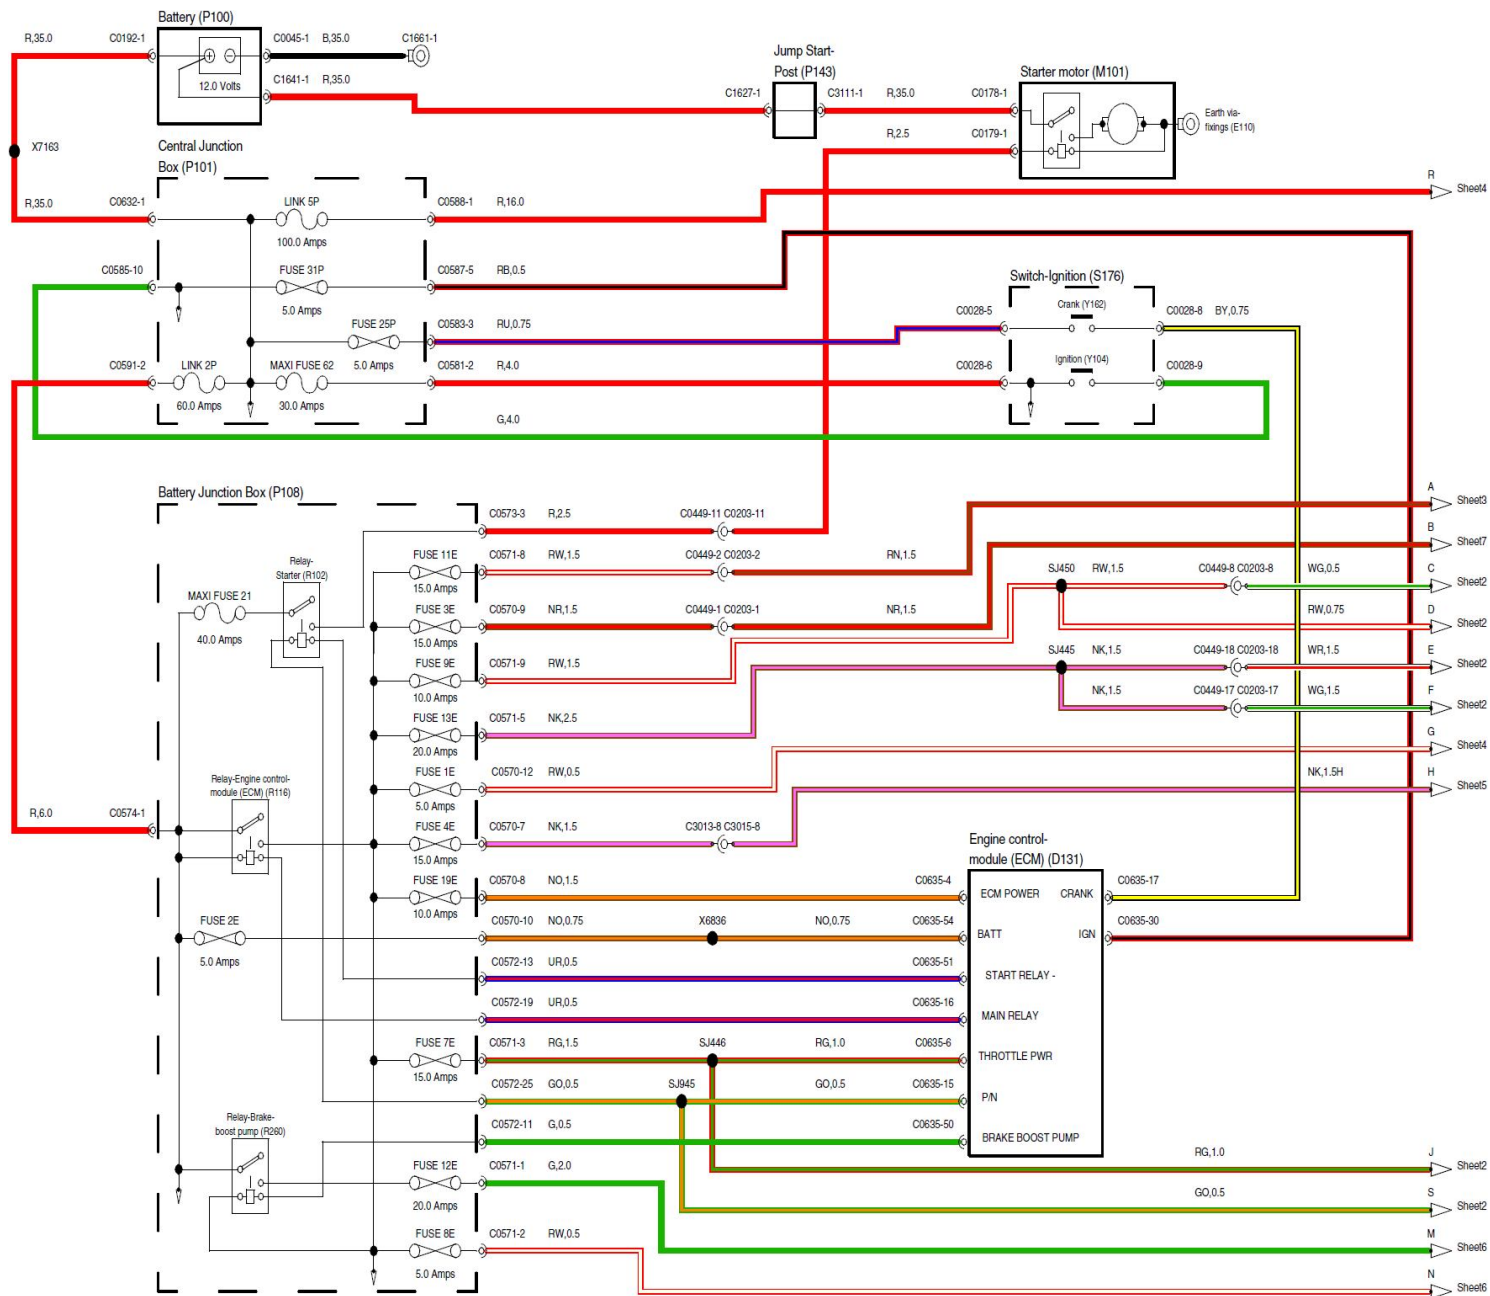 Battery (P100)
R,35.0 C0192-1 C0045-1 B,35.0 C1661-1
12.0 Volts
C1641-1 R,35.0
Jump Start-
Post (P143)
C1627-1 C3111-1 R,35.0
Starter motor (M101)
C0178-1
R,2.5 C0179-1
Earth via-
fixings (E110)
X7163
Central Junction
Box (P101)
R
Sheet4
R,35.0 C0632-1 LINK 5P C0588-1 R,16.0
100.0 Amps
C0585-10 FUSE 31P C0587-5 RB,0.5
5.0 Amps
Switch-Ignition (S176)
FUSE 25P C0583-3 RU,0.75 C0028-5 Crank (Y162) C0028-8 BY,0.75
5.0 Amps
C0591-2 LINK 2P MAXI FUSE 62 C0581-2 R,4.0 C0028-6 Ignition (Y104) C0028-9
60.0 Amps 30.0 Amps
G,4.0
Battery Junction Box (P108)
A
Sheet3
C0573-3 R,2.5 C0449-11 C0203-11
B
Sheet7
FUSE 11E C0571-8 RW,1.5 C0449-2 C0203-2 RN,1.5
15.0 Amps
Relay-
Starter (R102)
SJ450 RW,1.5 C0449-8 C0203-8 WG,0.5 C
Sheet2
MAXI FUSE 21
40.0 Amps
FUSE 3E C0570-9 NR,1.5 C0449-1 C0203-1 NR,1.5
15.0 Amps
RW,0.75 D
Sheet2
FUSE 9E C0571-9 RW,1.5
10.0 Amps
SJ445 NK,1.5 C0449-18 C0203-18 WR,1.5 E
Sheet2
NK,1.5 C0449-17 C0203-17 WG,1.5 F
Sheet2
FUSE 13E C0571-5 NK,2.5
20.0 Amps
G
Sheet4
FUSE 1E C0570-12 RW,0.5
5.0 Amps
NK,1.5H H
Sheet5
Relay-Engine control-
module (ECM) (R116)
R,6.0 C0574-1
FUSE 4E C0570-7 NK,1.5 C3013-8 C3015-8
15.0 Amps
Engine control-
module (ECM) (D131)
FUSE 19E C0570-8 NO,1.5 C0635-4 ECM POWER CRANK C0635-17
10.0 Amps
FUSE 2E
5.0 Amps
C0570-10 NO,0.75 X6836 NO,0.75 C0635-54 BATT IGN C0635-30
C0572-13 UR,0.5 C0635-51 START RELAY -
C0572-19 UR,0.5 C0635-16 MAIN RELAY
FUSE 7E C0571-3 RG,1.5 SJ446 RG,1.0 C0635-6 THROTTLE PWR
15.0 Amps
C0572-25 GO,0.5 SJ945 GO,0.5 C0635-15 P/N
Relay-Brake-
boost pump (R260)
C0572-11 G,0.5 C0635-50 BRAKE BOOST PUMP
RG,1.0 J
Sheet2
FUSE 12E C0571-1 G,2.0
20.0 Amps
GO,0.5 S
Sheet2
FUSE 8E C0571-2 RW,0.5
5.0 Amps
M
Sheet6
N
Sheet6